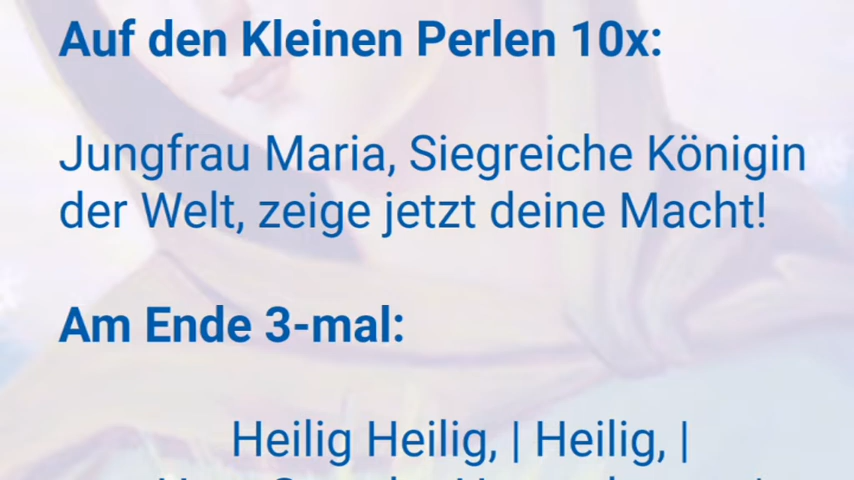 Auf den Kleinen Perlen 10x:
Jungfrau Maria, Siegreiche Königin
der Welt, zeige jetzt deine Macht!
Am Ende 3-mal:
Heilig Heilig, | Heilig, |